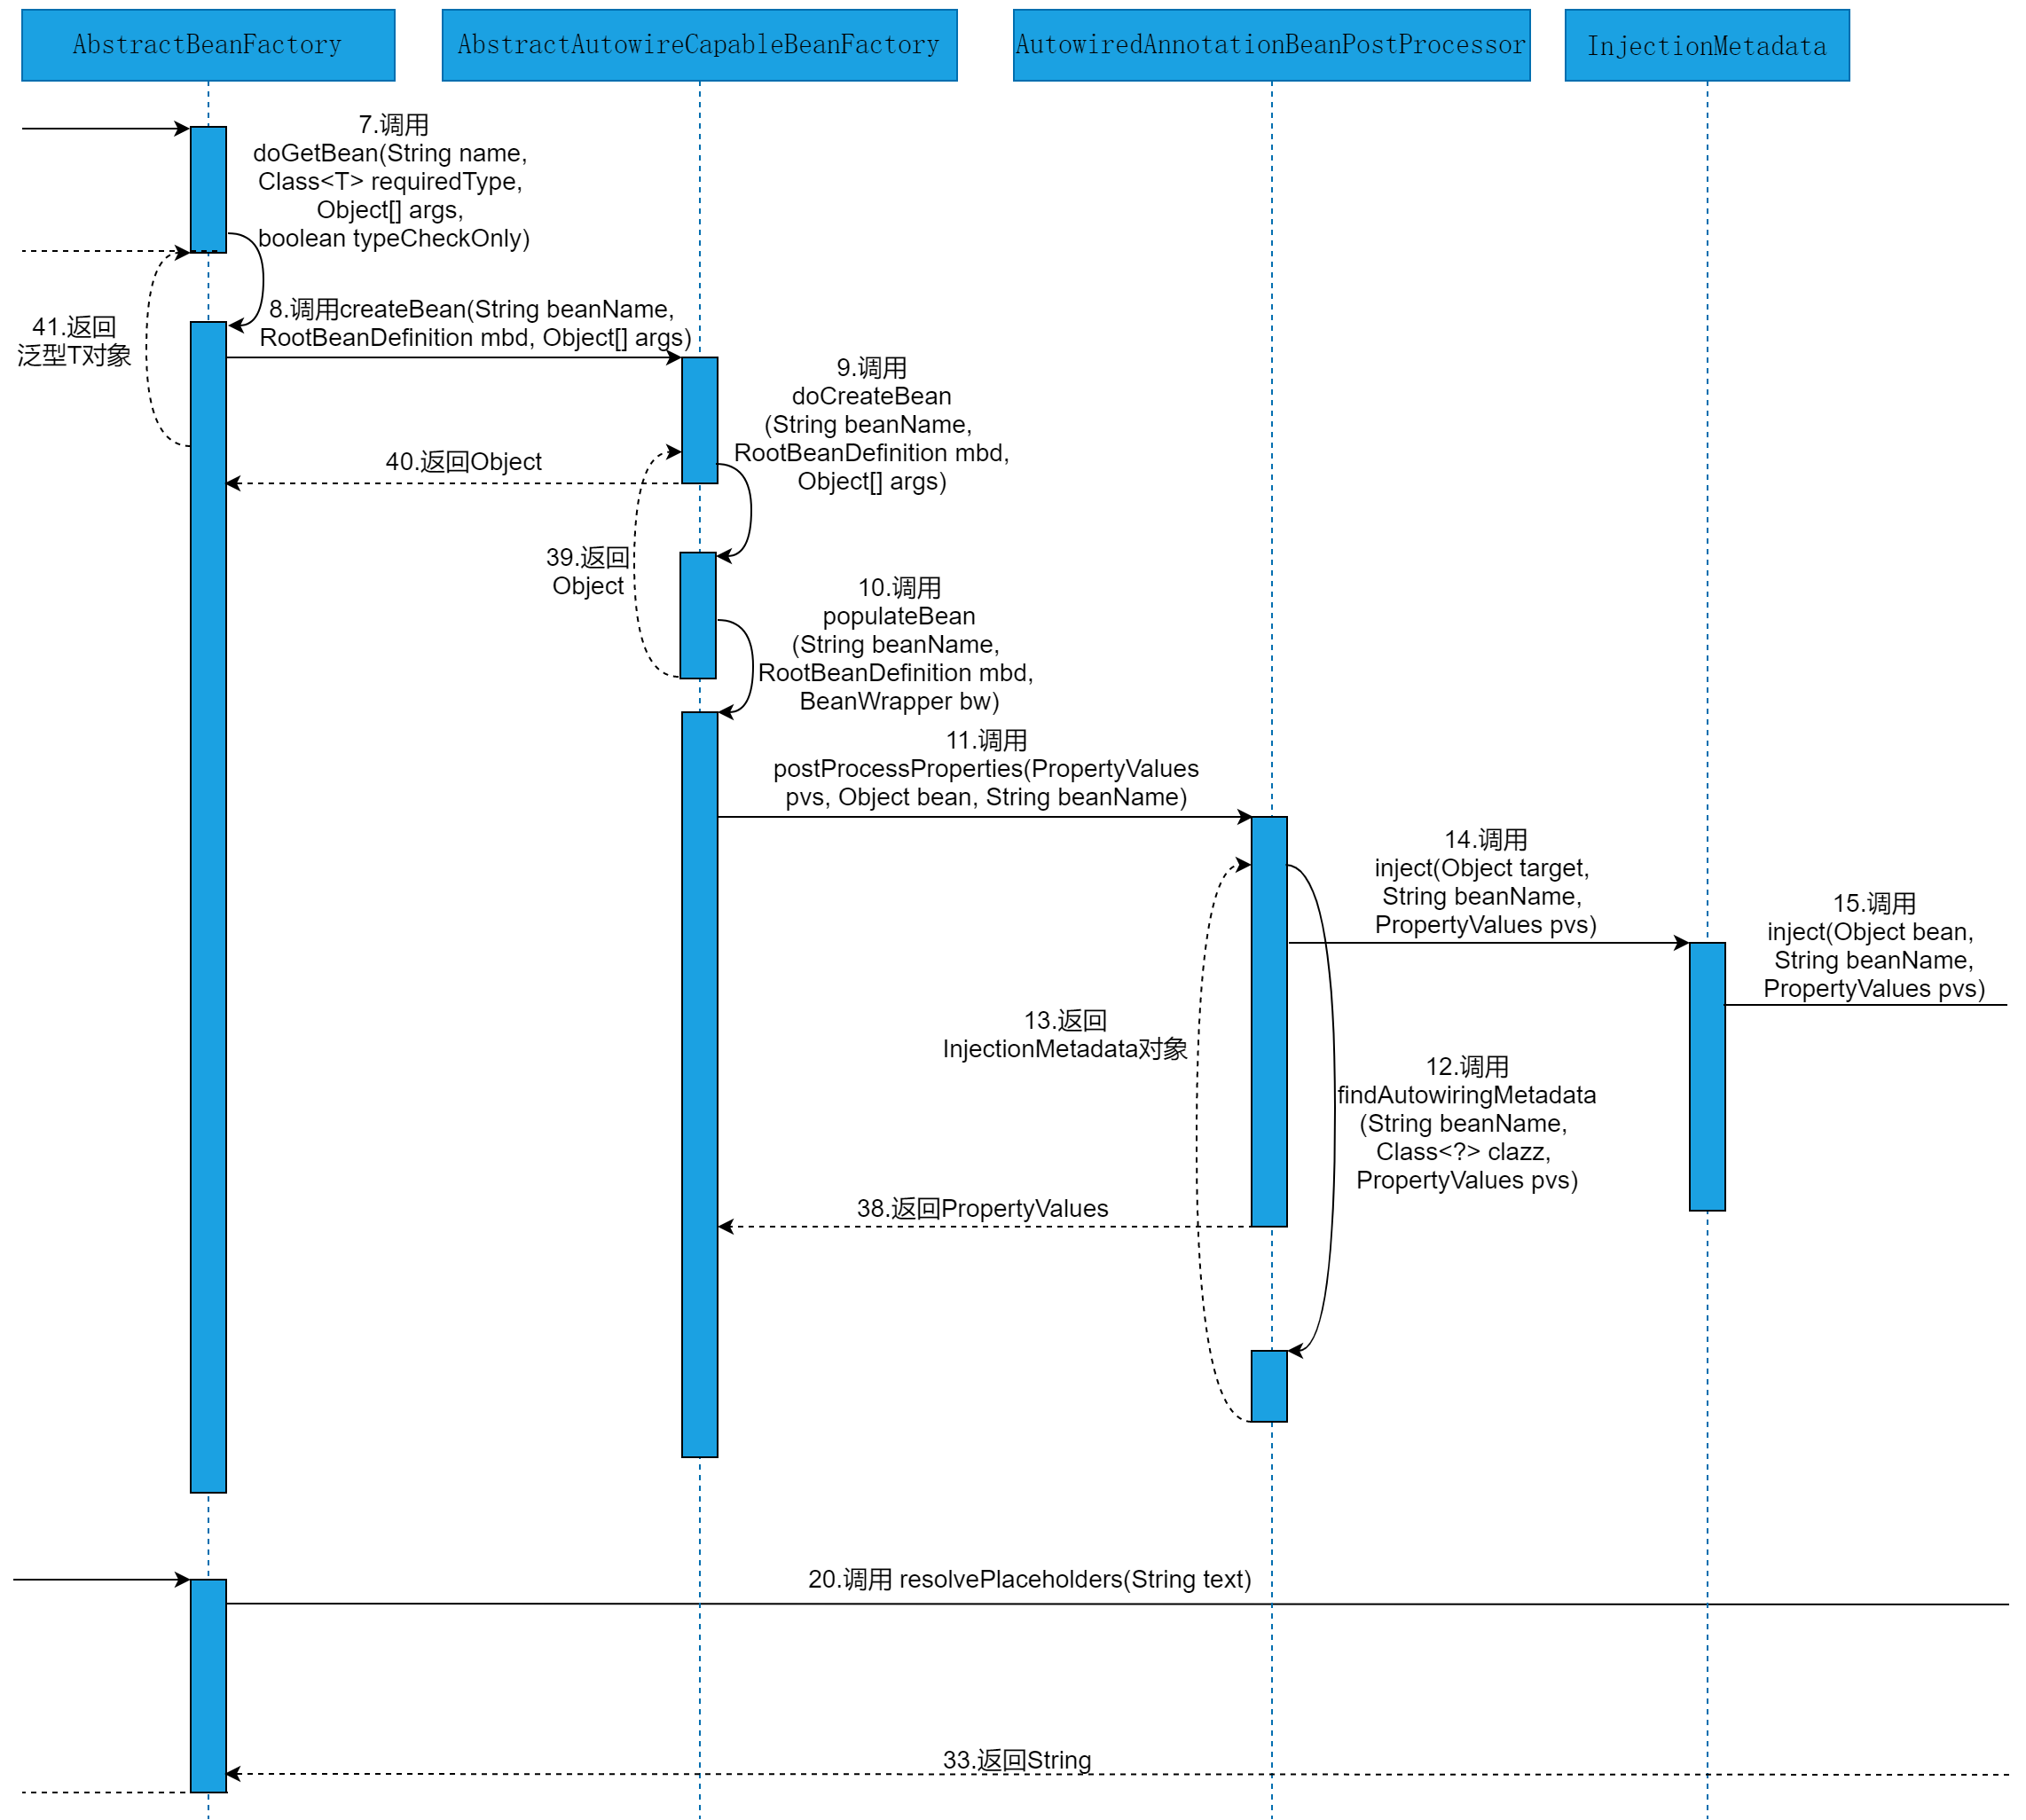 AbstractBeanFactory
AbstractAutowireCapableBeanFactory
AutowiredAnnotationBeanPostProcessor
InjectionMetadata
7.调用
doGetBean(String name,
Class<T> requiredType,
Object[] args,
boolean typeCheckOnly)
8.调用createBean(String beanName,
RootBeanDefinition mbd, Object[] args)
41.返回
泛型T对象
9.调用
doCreateBean
(String beanName,
RootBeanDefinition mbd,
Object[] args)
40.返回Object
39.返回
Object
10.调用
populateBean
(String beanName,
RootBeanDefinition mbd,
BeanWrapper bw)
11.调用
postProcessProperties(PropertyValues
pvs, Object bean, String beanName)
14.调用
inject(Object target,
String beanName,
PropertyValues pvs)
15.调用
inject(Object bean,
String beanName,
PropertyValues pvs)
13.返回
InjectionMetadata对象
12.调用
findAutowiringMetadata
(String beanName,
Class<?> clazz,
PropertyValues pvs)
38.返回PropertyValues
20.调用 resolvePlaceholders(String text)
33.返回String